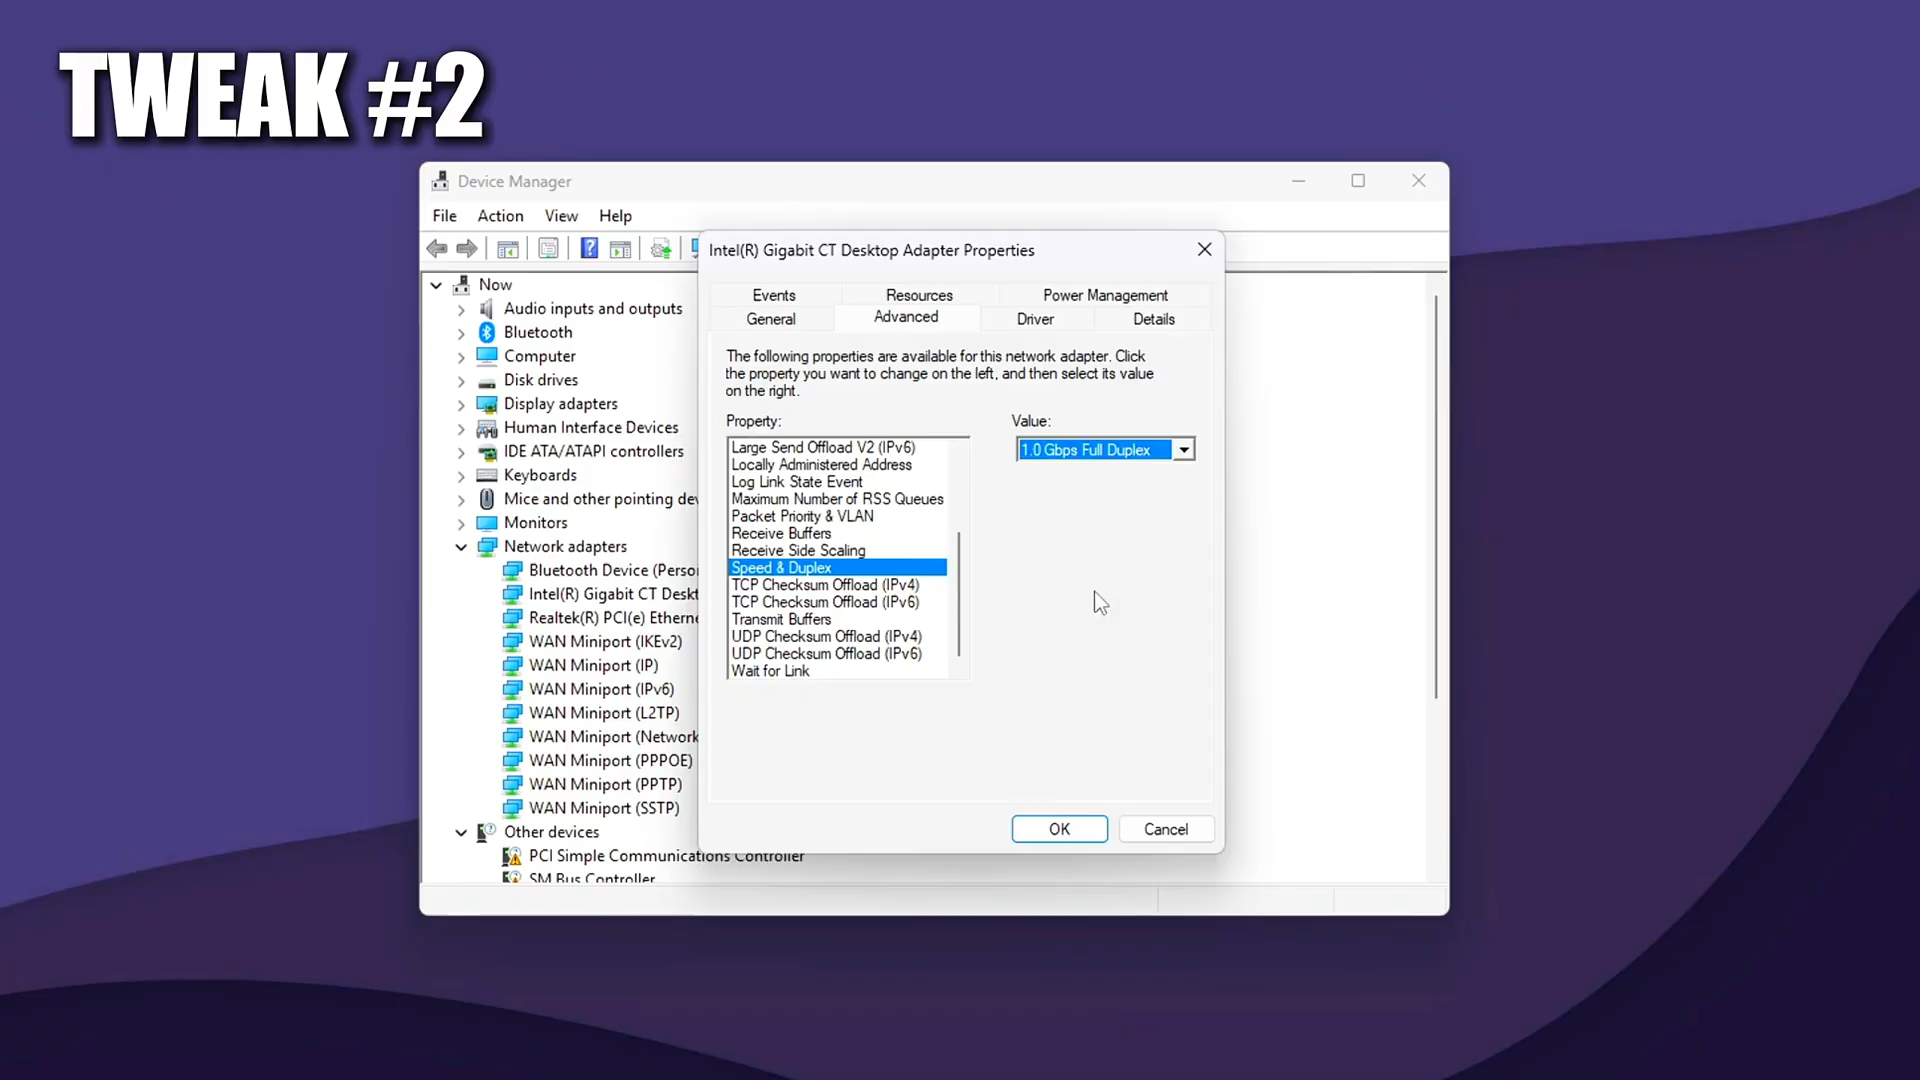 TWEAK #2
Device Manager
File Action View Help
Intel(R) Gigabit CT Desktop Adapter Properties
Events Resources Power Management
General Advanced Driver Details
The following properties are available for this network adapter. Click
the property you want to change on the left, and then select its value
on the right.
Property:
Value:
Large Send Offload V2 (IPv6)
Locally Administered Address
Log Link State Event
Maximum Number of RSS Queues
Packet Priority & VLAN
Receive Buffers
Receive Side Scaling
Speed & Duplex
TCP Checksum Offload (IPv4)
TCP Checksum Offload (IPv6)
Transmit Buffers
UDP Checksum Offload (IPv4)
UDP Checksum Offload (IPv6)
Wait for Link
1.0 Gbps Full Duplex
OK Cancel
Now
Audio inputs and outputs
Bluetooth
Computer
Disk drives
Display adapters
Human Interface Devices
IDE ATA/ATAPI controllers
Keyboards
Mice and other pointing dev
Monitors
Network adapters
Bluetooth Device (Person
Intel(R) Gigabit CT Deskt
Realtek(R) PCI(e) Etherne
WAN Miniport (IKEv2)
WAN Miniport (IP)
WAN Miniport (IPv6)
WAN Miniport (L2TP)
WAN Miniport (Network
WAN Miniport (PPPOE)
WAN Miniport (PPTP)
WAN Miniport (SSTP)
Other devices
PCI Simple Communications Controller
SM Bus Controller